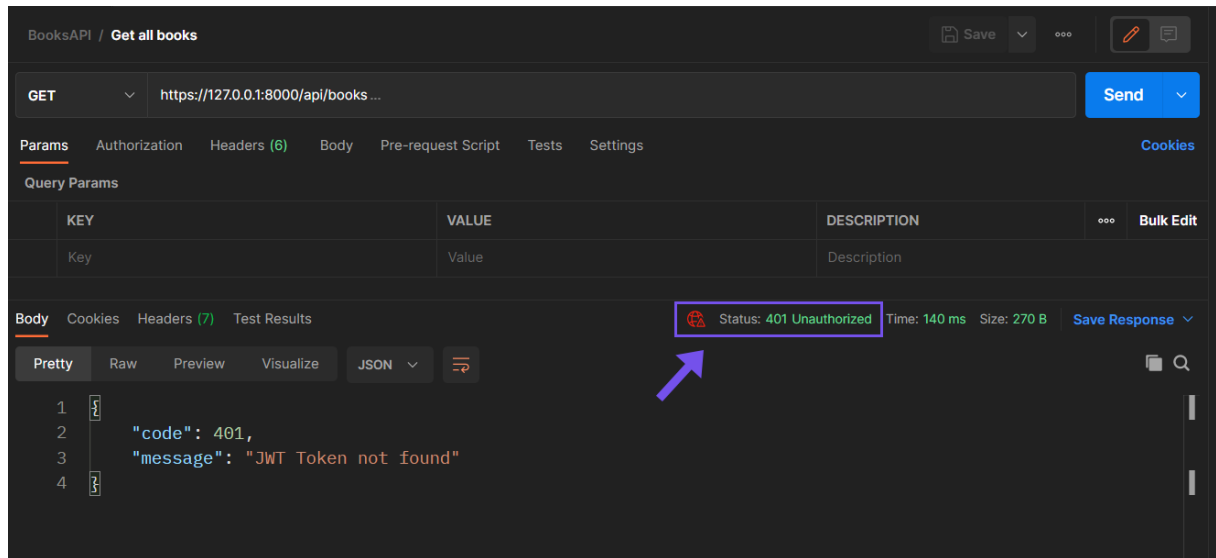 BooksAPI / Get all books Save ooo
GET https://127.0.0.1:8000/api/books ... Send
Params Authorization Headers (6) Body Pre-request Script Tests Settings Cookies
Query Params
KEY VALUE DESCRIPTION ooo Bulk Edit
Key Value Description
Body Cookies Headers (7) Test Results Status: 401 Unauthorized Time: 140 ms Size: 270 B Save Response
Pretty Raw Preview Visualize JSON
1 {
2 "code": 401,
3 "message": "JWT Token not found"
4 }